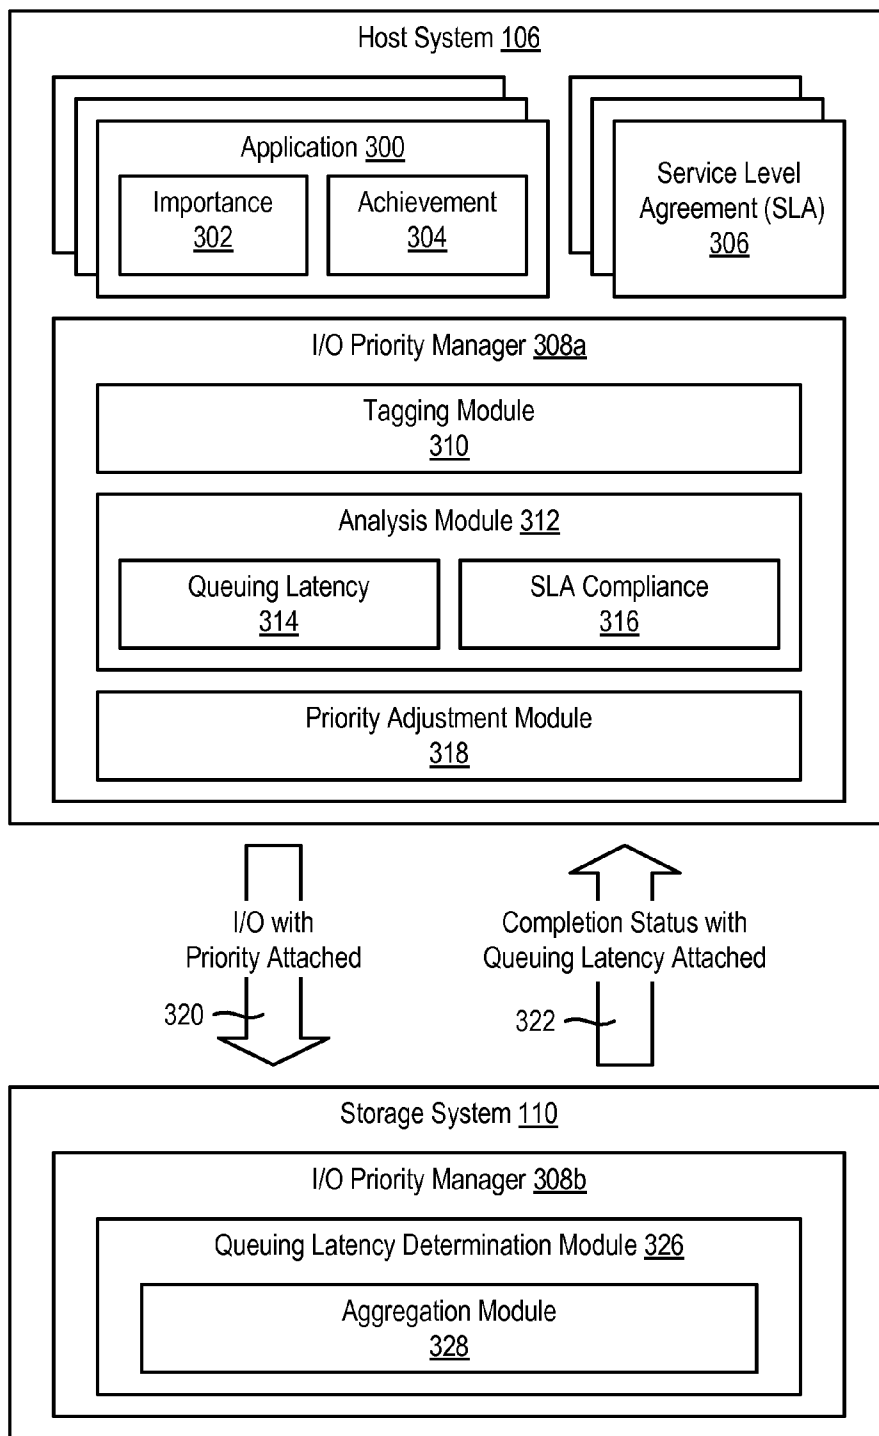 Host System 106
Application 300
Importance
302
Achievement
304
Service Level
Agreement (SLA)
306
I/O Priority Manager 308a
Tagging Module
310
Analysis Module 312
Queuing Latency
314
SLA Compliance
316
Priority Adjustment Module
318
I/O with
Priority Attached
320
Completion Status with
Queuing Latency Attached
322
Storage System 110
I/O Priority Manager 308b
Queuing Latency Determination Module 326
Aggregation Module
328